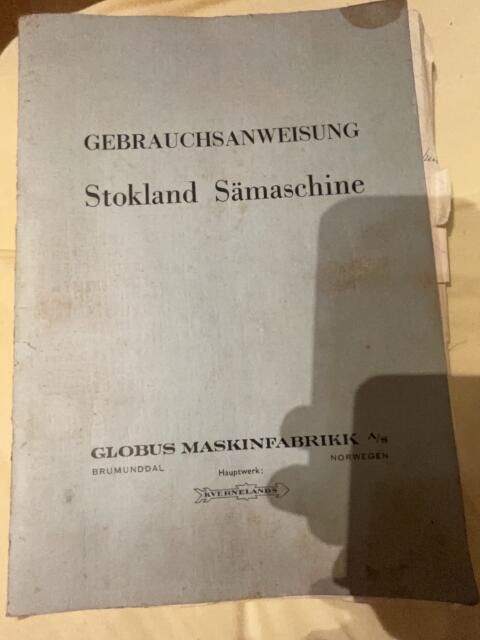 GEBRAUCHSANWEISUNG
Stokland Sämaschine
GLOBUS MASKINFABRIKK A/S
BRUMUNDDAL
NORWEGEN
Hauptwerk:
KVERNELANDS